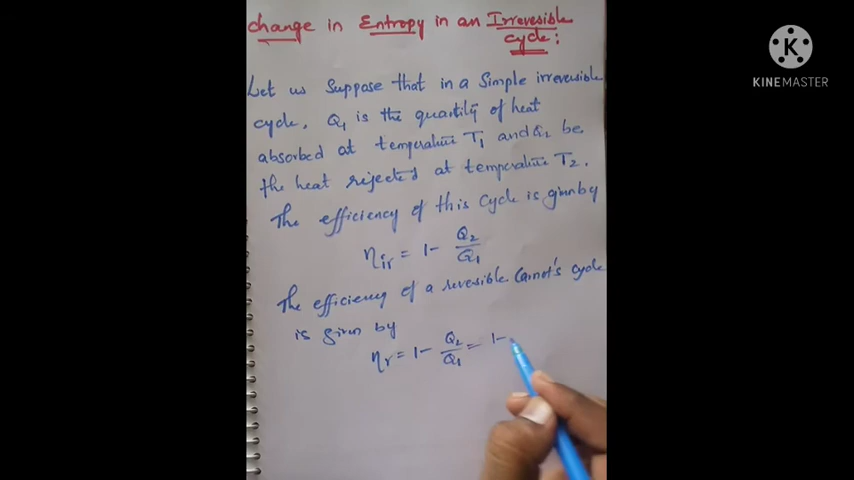 change in Entropy in an Irrevesible
cycle:
Let us Suppose that in a Simple irreversible
cycle, Q1 is the quantity of heat
absorbed at temperature T1 and Q2 be
the heat rejected at temperature T2.
The efficiency of this cycle is given by
ηir = 1 - Q2/Q1
The efficiency of a reversible Carnot's cycle
is given by
ηr = 1 - Q2/Q1 = 1 -
K
KINEMASTER